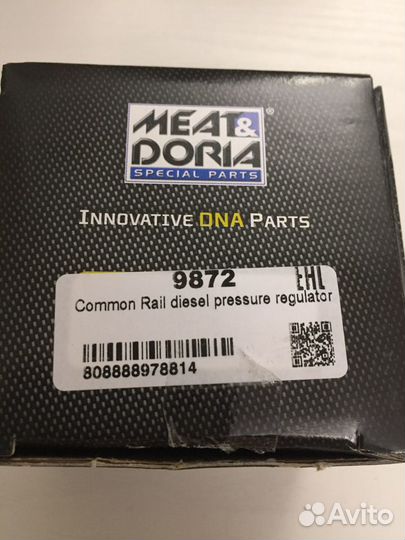 MEAT&
DORIA
®
SPECIAL PARTS
INNOVATIVE DNA PARTS
9872
EAC
Common Rail diesel pressure regulator
808888978814
Avito